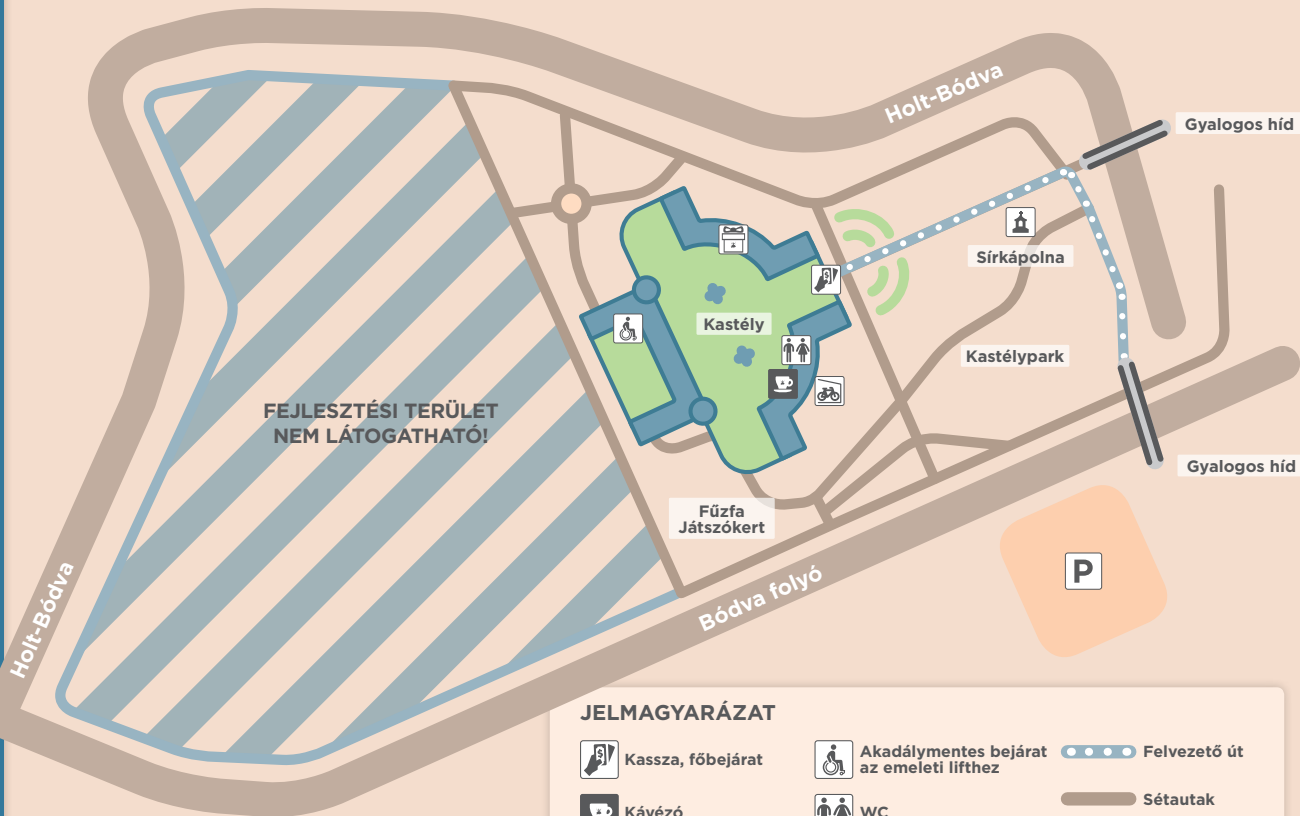 Holt-Bódva
Gyalogos híd
Sírkápolna
Kastély
Kastélypark
FEJLESZTÉSI TERÜLET
NEM LÁTOGATHATÓ!
Gyalogos híd
Fűzfa
Játszókert
Holt-Bódva
Bódva folyó
P
JELMAGYARÁZAT
Kassza, főbejárat
Kávézó
Akadálymentes bejárat
az emeleti lifthez
WC
Felvezető út
Sétautak